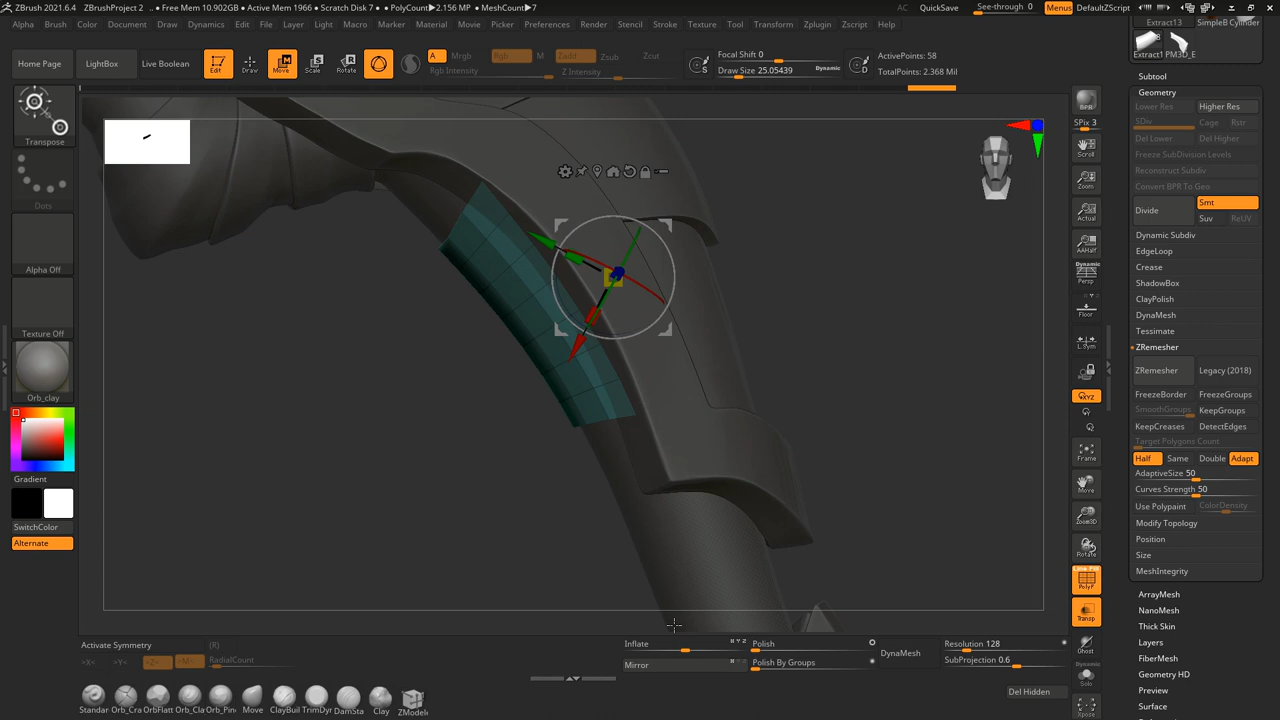 ZBrush 2021.6.4 ZBrushProject 2 .. • Free Mem 10.902GB • Active Mem 1966 • Scratch Disk 7 • PolyCount▸2.156 MP • MeshCount▸7 AC QuickSave See-through 0 Menus DefaultZScript
Alpha Brush Color Document Draw Dynamics Edit File Layer Light Macro Marker Material Movie Picker Preferences Render Stencil Stroke Texture Tool Transform Zplugin Zscript Help
Home Page LightBox Live Boolean Edit Draw Move Scale Rotate
A Mrgb Rgb M Zadd Zsub Zcut
Rgb Intensity Z Intensity
Focal Shift 0
Draw Size 25.05439 Dynamic
ActivePoints: 58
TotalPoints: 2.368 Mil
Transpose
Dots
Alpha Off
Texture Off
Orb_clay
Gradient
SwitchColor
Alternate
BPR
SPix 3
Scroll
Zoom
Actual
AAHalf
Dynamic
Persp
Floor
L.Sym
XYZ
Frame
Move
Zoom3D
Rotate
Line Fill
PolyF
Transp
Ghost
Dynamic
Solo
Xpose
Extract13 SimpleB Cylinder
Extract1 PM3D_E
Subtool
Geometry
Lower Res Higher Res
SDiv Cage Rstr
Del Lower Del Higher
Freeze SubDivision Levels
Reconstruct Subdiv
Convert BPR To Geo
Divide Smt
Suv ReUV
Dynamic Subdiv
EdgeLoop
Crease
ShadowBox
ClayPolish
DynaMesh
Tessimate
ZRemesher
ZRemesher Legacy (2018)
FreezeBorder FreezeGroups
SmoothGroups KeepGroups
KeepCreases DetectEdges
Target Polygons Count
Half Same Double Adapt
AdaptiveSize 50
Curves Strength 50
Use Polypaint ColorDensity
Modify Topology
Position
Size
MeshIntegrity
ArrayMesh
NanoMesh
Thick Skin
Layers
FiberMesh
Geometry HD
Preview
Surface
Activate Symmetry (R)
>X< >Y< >Z< >M< RadialCount
Inflate X Y Z Polish
Mirror Polish By Groups
DynaMesh
Resolution 128
SubProjection 0.6
Del Hidden
Standar Orb_Cra OrbFlatt Orb_Cla Orb_Pin Move ClayBuil TrimDyr DamSta Clay ZModele